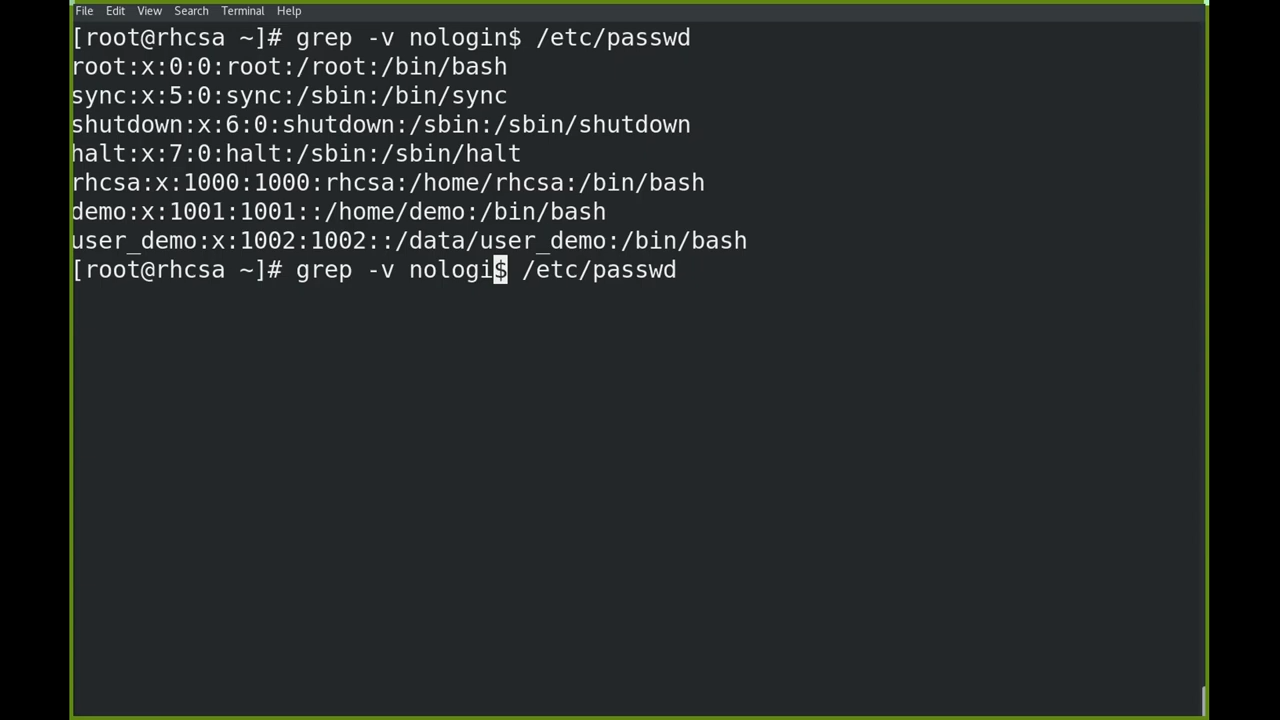 File Edit View Search Terminal Help
[root@rhcsa ~]# grep -v nologin$ /etc/passwd
root:x:0:0:root:/root:/bin/bash
sync:x:5:0:sync:/sbin:/bin/sync
shutdown:x:6:0:shutdown:/sbin:/sbin/shutdown
halt:x:7:0:halt:/sbin:/sbin/halt
rhcsa:x:1000:1000:rhcsa:/home/rhcsa:/bin/bash
demo:x:1001:1001::/home/demo:/bin/bash
user_demo:x:1002:1002::/data/user_demo:/bin/bash
[root@rhcsa ~]# grep -v nologi$ /etc/passwd